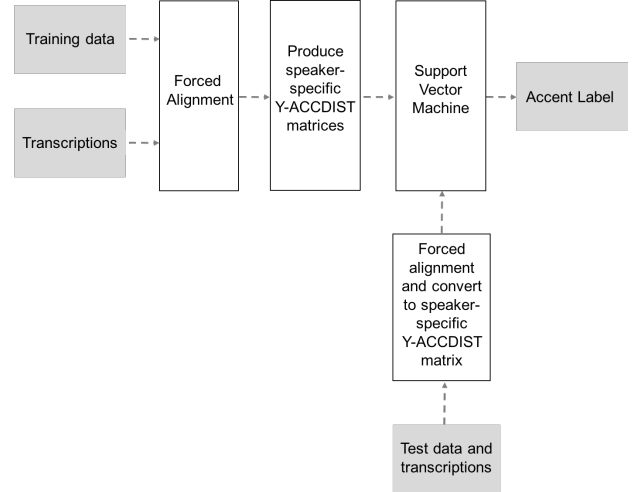 Training data
Transcriptions
Forced
Alignment
Produce
speaker-
specific
Y-ACCDIST
matrices
Support
Vector
Machine
Accent Label
Forced
alignment
and convert
to speaker-
specific
Y-ACCDIST
matrix
Test data and
transcriptions